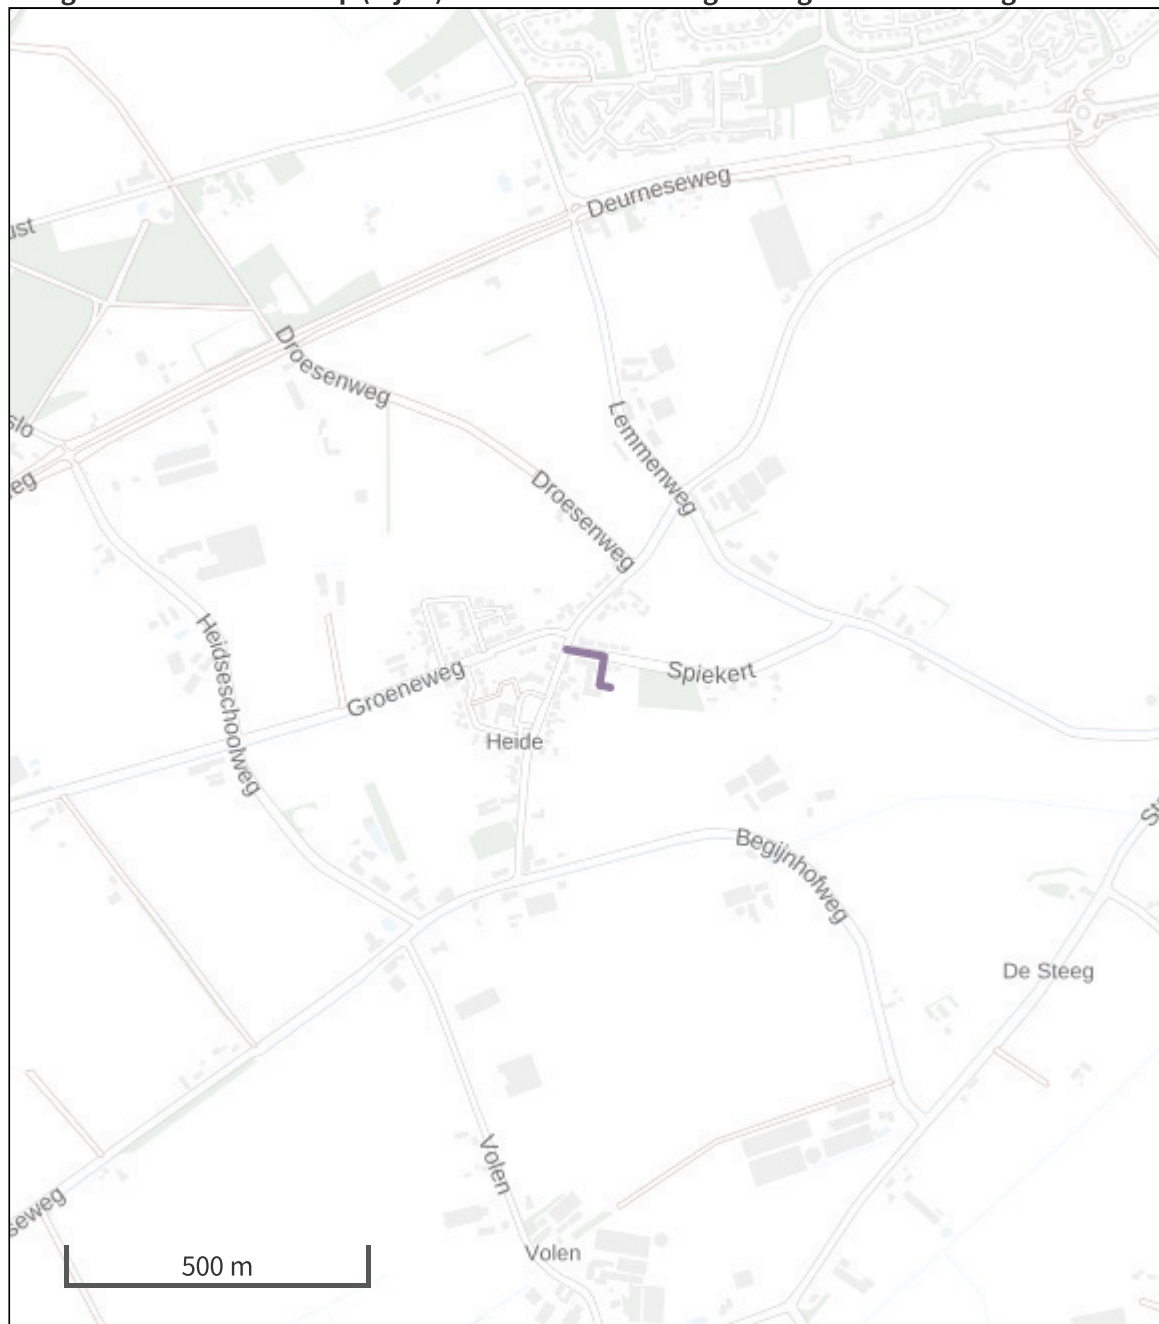 Deurneseweg
Droesenweg
Lemmenweg
Droesenweg
Heidseschoolweg
Groeneweg
Spiekert
Heide
Begijnhofweg
De Steeg
Volen
Volen
500 m